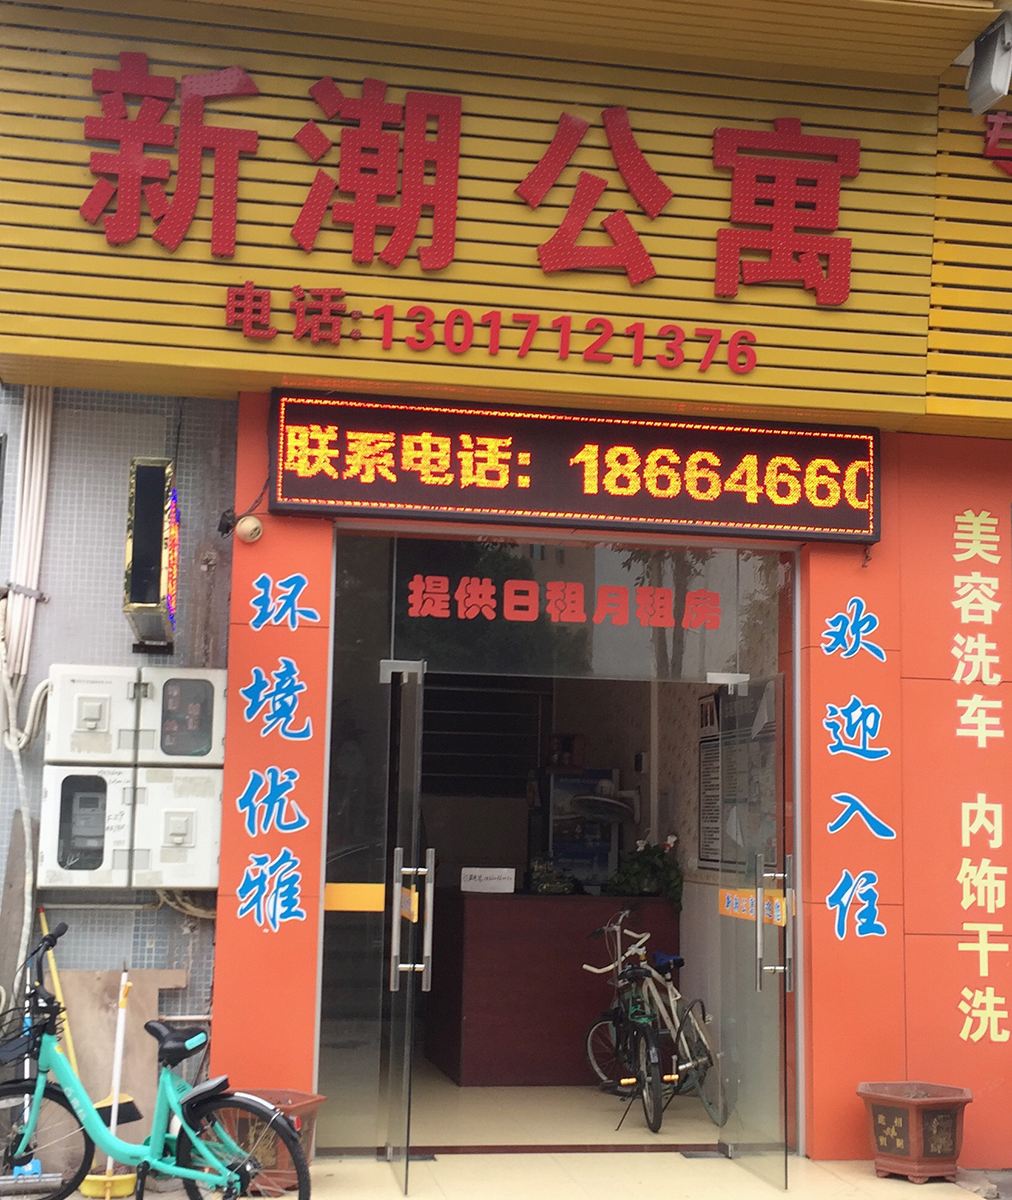 新潮公寓
电话:13017121376
联系电话：18664660
提供日租月租房
环境优雅
欢迎入住
美容洗车 内饰干洗